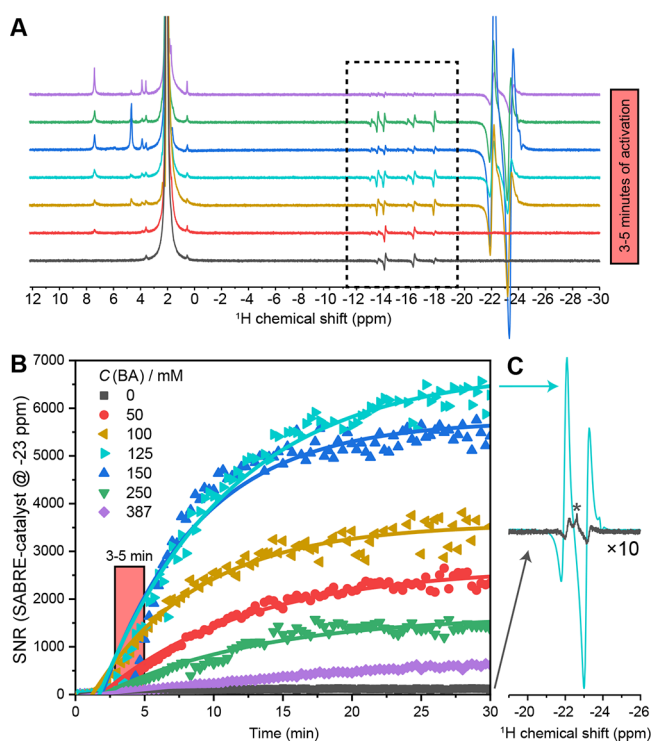 A
3-5 minutes of activation
12 10 8 6 4 2 0 -2 -4 -6 -8 -10 -12 -14 -16 -18 -20 -22 -24 -26 -28 -30
¹H chemical shift (ppm)
B
SNR (SABRE-catalyst @ -23 ppm)
7000
6000
5000
4000
3000
2000
1000
0
C (BA) / mM
0
50
100
125
150
250
387
3-5 min
0 5 10 15 20 25 30
Time (min)
C
*
×10
-20 -22 -24 -26
¹H chemical shift (ppm)